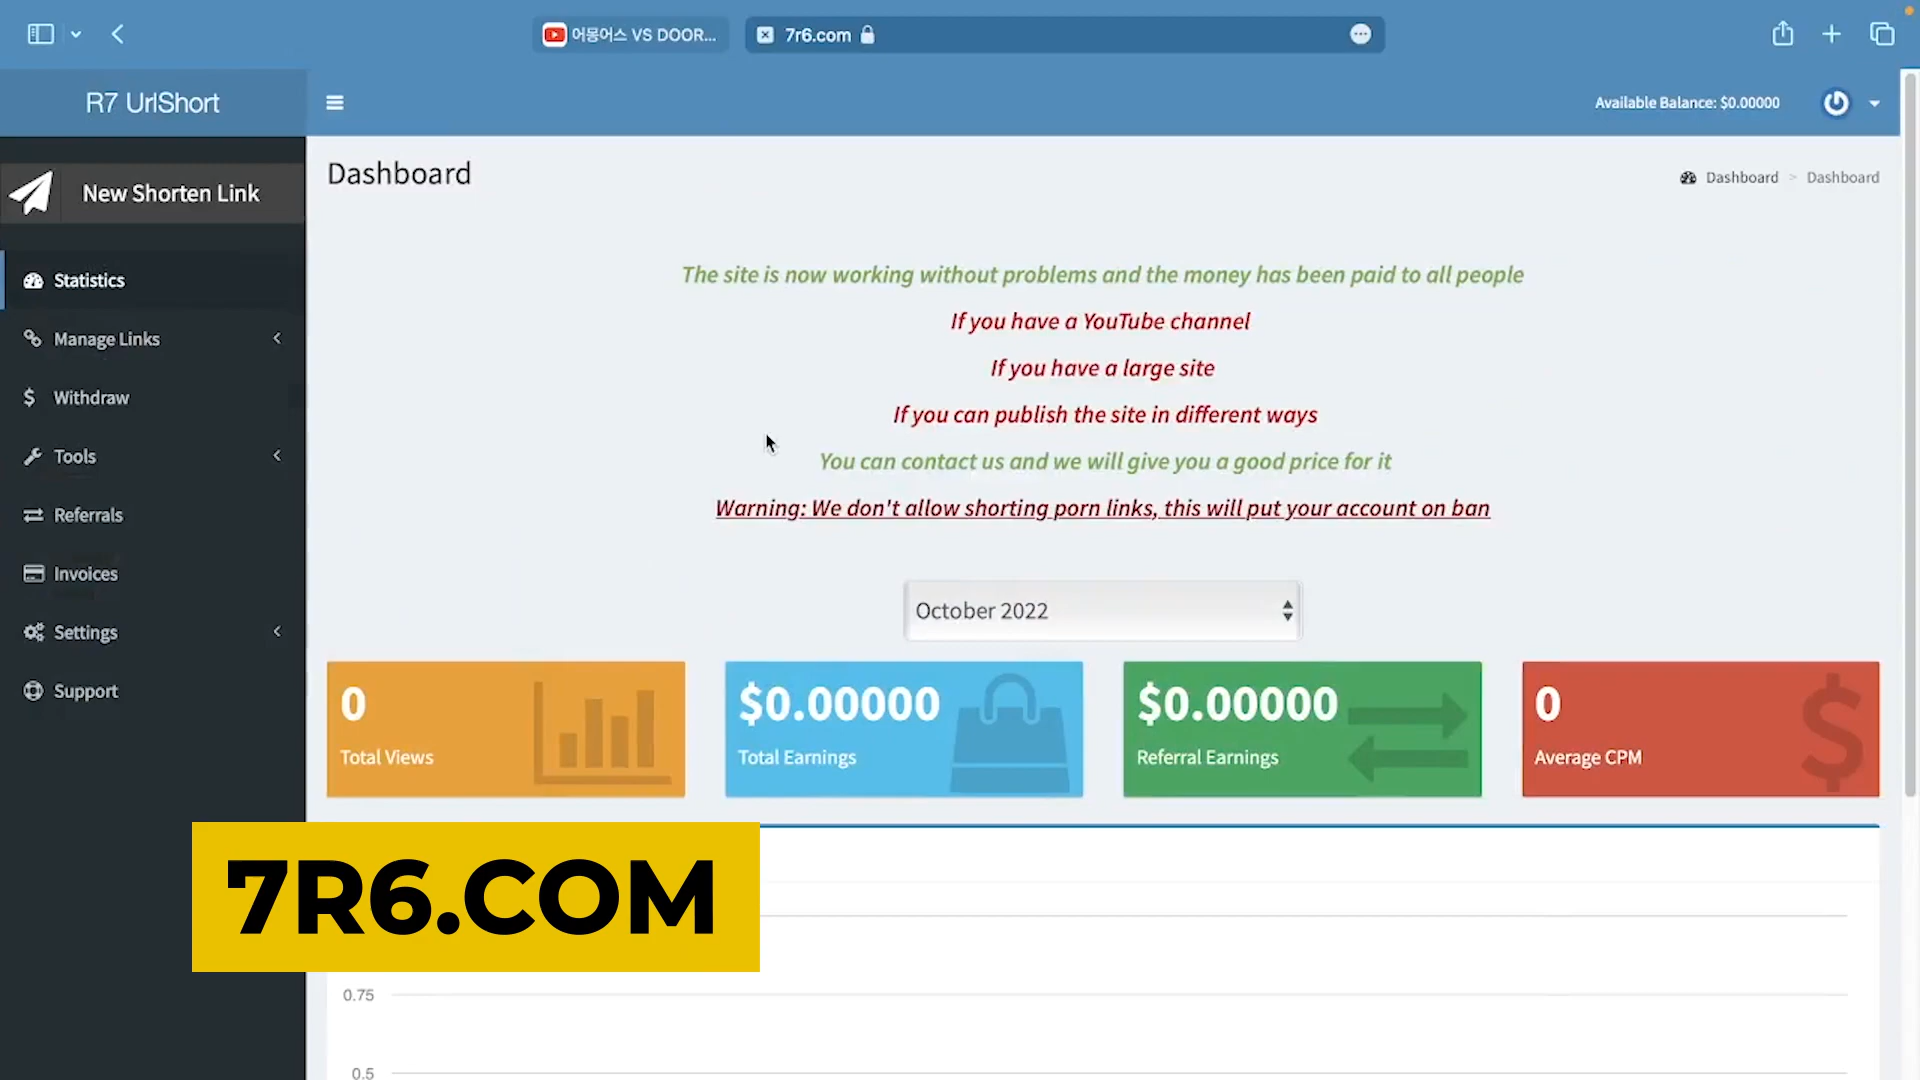 어몽어스 VS DOOR...
7r6.com
R7 UrlShort
Available Balance: $0.00000
New Shorten Link
Dashboard
Dashboard > Dashboard
Statistics
Manage Links
Withdraw
Tools
Referrals
Invoices
Settings
Support
The site is now working without problems and the money has been paid to all people
If you have a YouTube channel
If you have a large site
If you can publish the site in different ways
You can contact us and we will give you a good price for it
Warning: We don't allow shorting porn links, this will put your account on ban
October 2022
0
Total Views
$0.00000
Total Earnings
$0.00000
Referral Earnings
0
Average CPM
7R6.COM
0.75
0.5